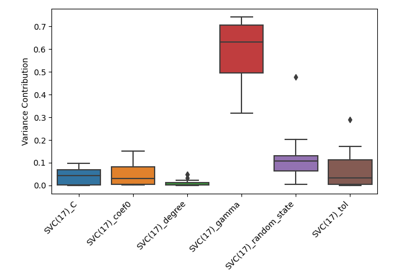 Variance Contribution
0.7
0.6
0.5
0.4
0.3
0.2
0.1
0.0
SVC(17)_C
SVC(17)_coef0
SVC(17)_degree
SVC(17)_gamma
SVC(17)_random_state
SVC(17)_tol